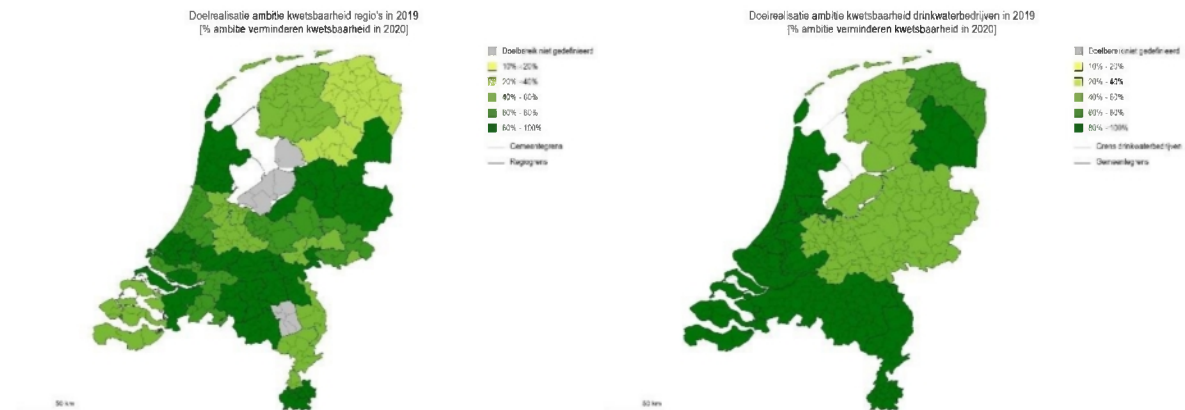 Doelrealisatie ambitie kwetsbaarheid regio's in 2019
[% ambitie verminderen kwetsbaarheid in 2020]
Doelbereik niet gedefinieerd
10% - 20%
20% - 40%
40% - 60%
60% - 80%
80% - 100%
Gemeentegrens
Regiogrens
50 km
Doelrealisatie ambitie kwetsbaarheid drinkwaterbedrijven in 2019
[% ambitie verminderen kwetsbaarheid in 2020]
Doelbereik niet gedefinieerd
10% - 20%
20% - 40%
40% - 60%
60% - 80%
80% - 100%
Grens drinkwaterbedrijven
Gemeentegrens
50 km